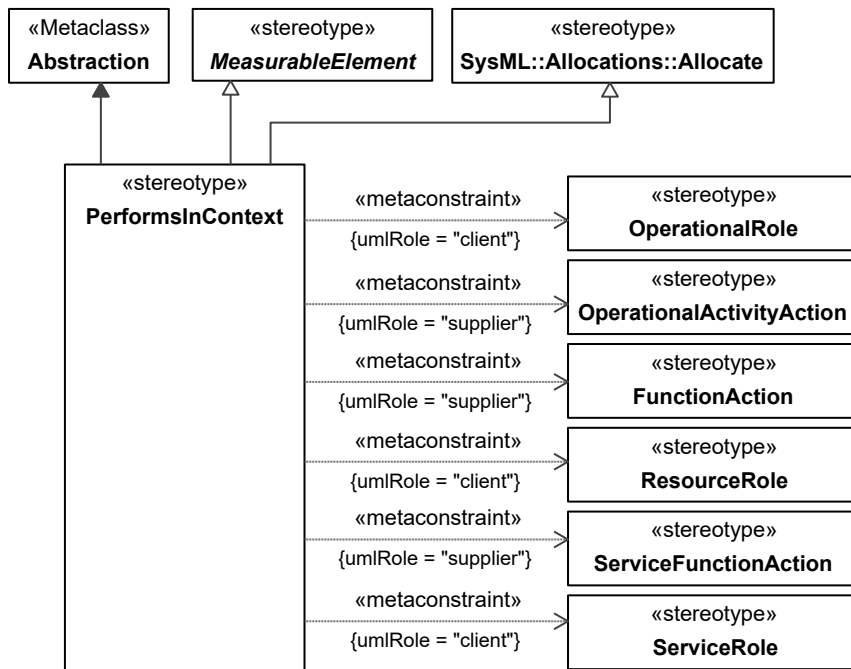 «Metaclass»
Abstraction
«stereotype»
MeasurableElement
«stereotype»
SysML::Allocations::Allocate
«stereotype»
PerformsInContext
«metaconstraint»
{umlRole = "client"}
«stereotype»
OperationalRole
«metaconstraint»
{umlRole = "supplier"}
«stereotype»
OperationalActivityAction
«metaconstraint»
{umlRole = "supplier"}
«stereotype»
FunctionAction
«metaconstraint»
{umlRole = "client"}
«stereotype»
ResourceRole
«metaconstraint»
{umlRole = "supplier"}
«stereotype»
ServiceFunctionAction
«metaconstraint»
{umlRole = "client"}
«stereotype»
ServiceRole